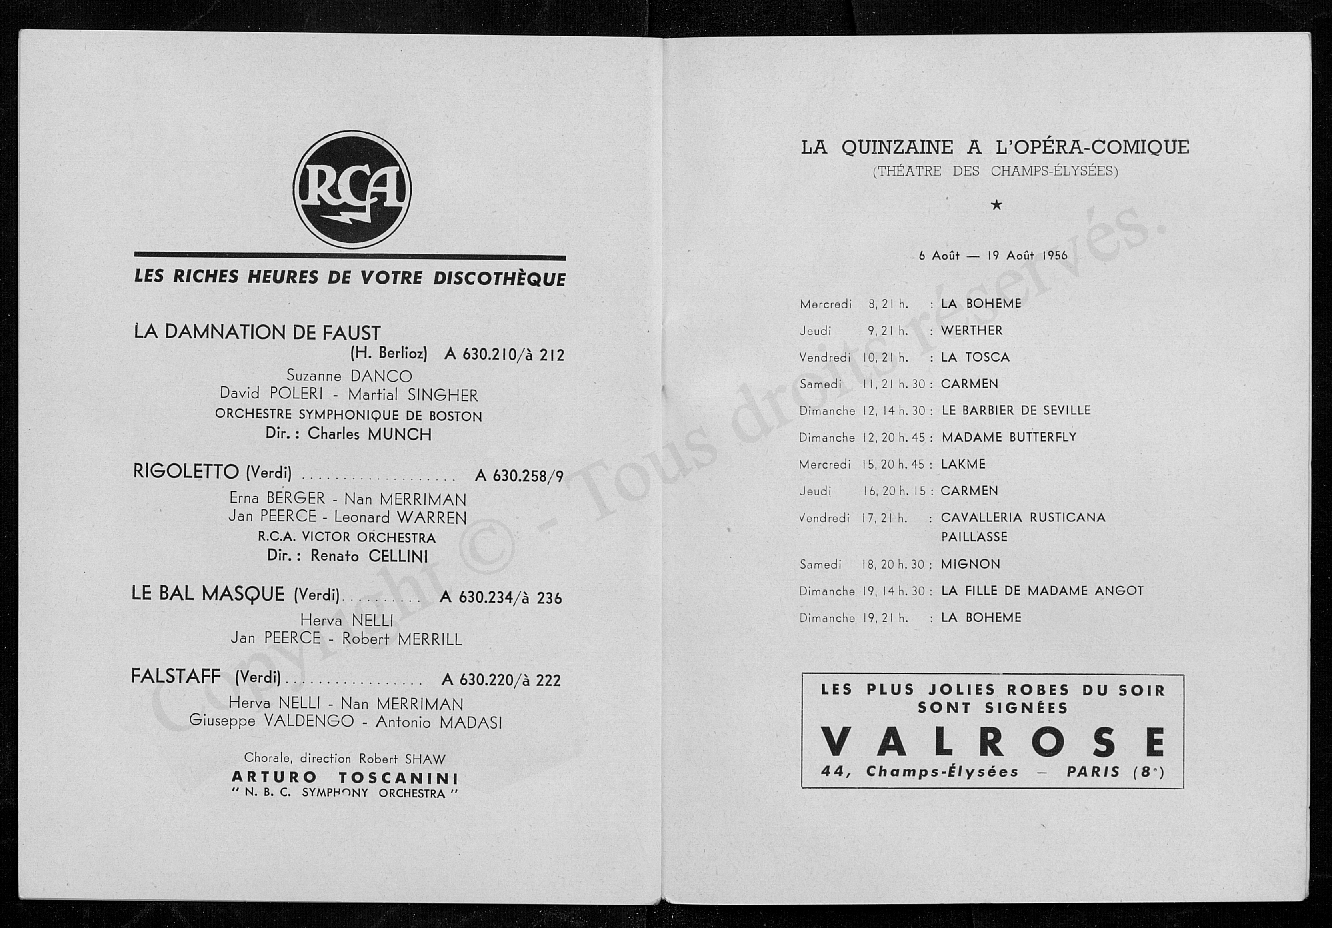 RCA
LES RICHES HEURES DE VOTRE DISCOTHÈQUE
LA DAMNATION DE FAUST
(H. Berlioz) A 630.210/à 212
Suzanne DANCO
David POLERI - Martial SINGHER
ORCHESTRE SYMPHONIQUE DE BOSTON
Dir. : Charles MUNCH
RIGOLETTO (Verdi) ................... A 630.258/9
Erna BERGER - Nan MERRIMAN
Jan PEERCE - Leonard WARREN
R.C.A. VICTOR ORCHESTRA
Dir. : Renato CELLINI
LE BAL MASQUE (Verdi).......... A 630.234/à 236
Herva NELLI
Jan PEERCE - Robert MERRILL
FALSTAFF (Verdi)................. A 630.220/à 222
Herva NELLI - Nan MERRIMAN
Giuseppe VALDENGO - Antonio MADASI
Chorale, direction Robert SHAW
ARTURO TOSCANINI
" N. B. C. SYMPHONY ORCHESTRA "
LA QUINZAINE A L'OPÉRA-COMIQUE
(THÉATRE DES CHAMPS-ÉLYSÉES)
★
6 Août — 19 Août 1956
Mercredi 8, 21 h. : LA BOHEME
Jeudi 9, 21 h. : WERTHER
Vendredi 10, 21 h. : LA TOSCA
Samedi 11, 21 h. 30 : CARMEN
Dimanche 12, 14 h. 30 : LE BARBIER DE SEVILLE
Dimanche 12, 20 h. 45 : MADAME BUTTERFLY
Mercredi 15, 20 h. 45 : LAKME
Jeudi 16, 20 h. 15 : CARMEN
Vendredi 17, 21 h. : CAVALLERIA RUSTICANA
PAILLASSE
Samedi 18, 20 h. 30 : MIGNON
Dimanche 19, 14 h. 30 : LA FILLE DE MADAME ANGOT
Dimanche 19, 21 h. : LA BOHEME
LES PLUS JOLIES ROBES DU SOIR
SONT SIGNÉES
VALROSE
44, Champs-Élysées — PARIS (8°)
Copyright © - Tous droits réservés.